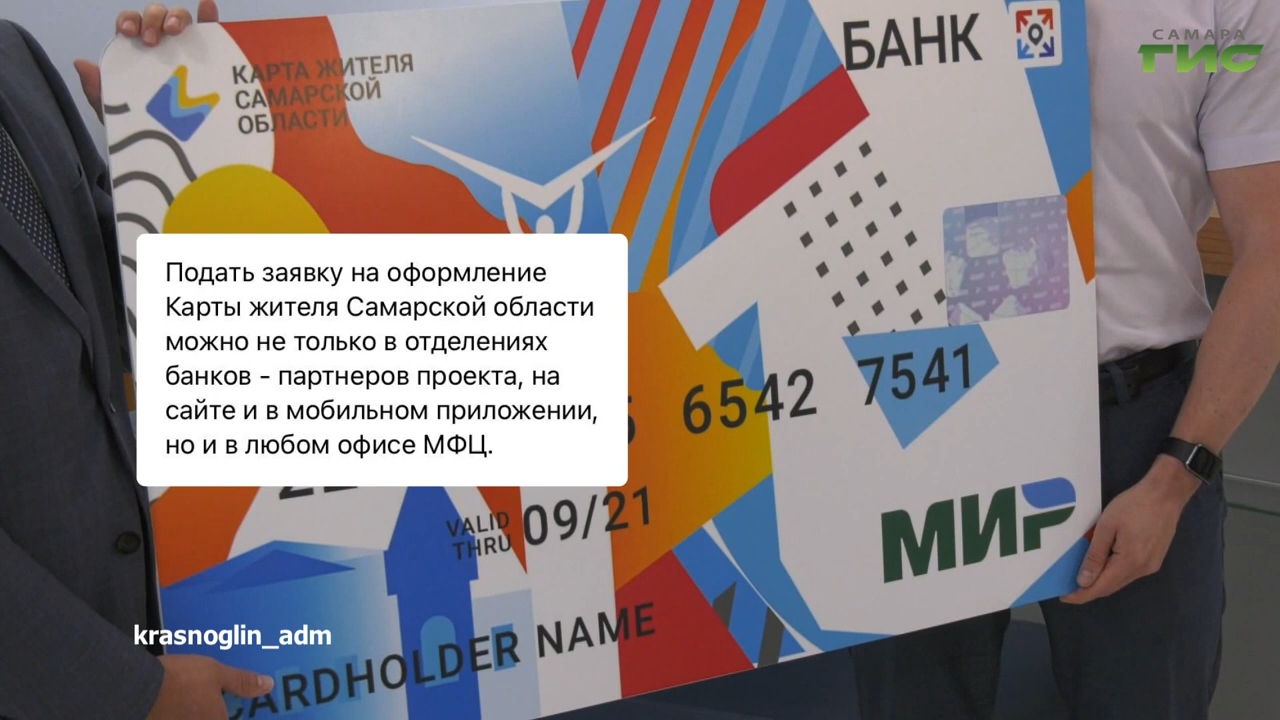 КАРТА ЖИТЕЛЯ
САМАРСКОЙ
ОБЛАСТИ
БАНК
САМАРА
ГИС
Подать заявку на оформление
Карты жителя Самарской области
можно не только в отделениях
банков - партнеров проекта, на
сайте и в мобильном приложении,
но и в любом офисе МФЦ.
6542 7541
VALID
THRU 09/21
МИР
CARDHOLDER NAME
krasnoglin_adm